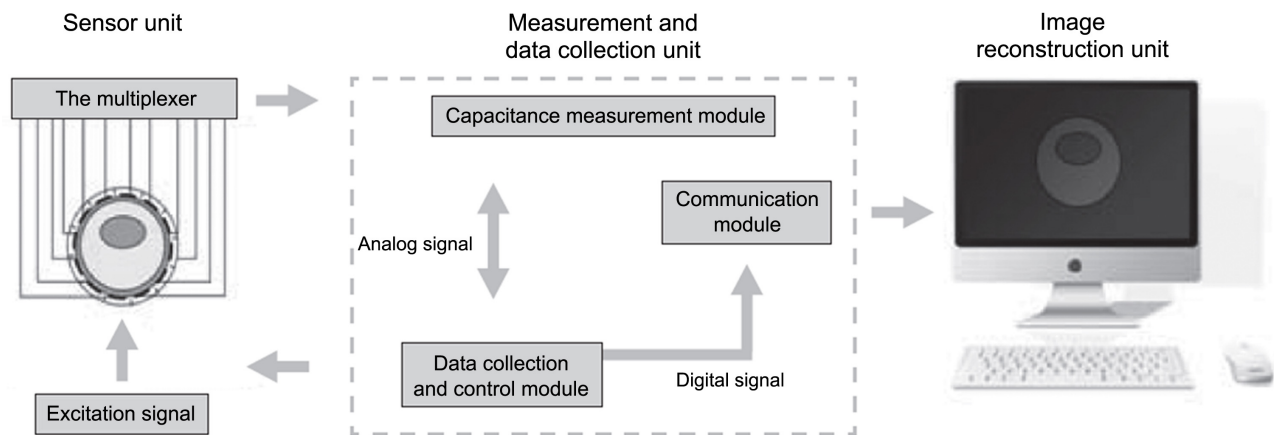 Sensor unit
The multiplexer
Excitation signal
Measurement and
data collection unit
Capacitance measurement module
Analog signal
Communication
module
Data collection
and control module
Digital signal
Image
reconstruction unit